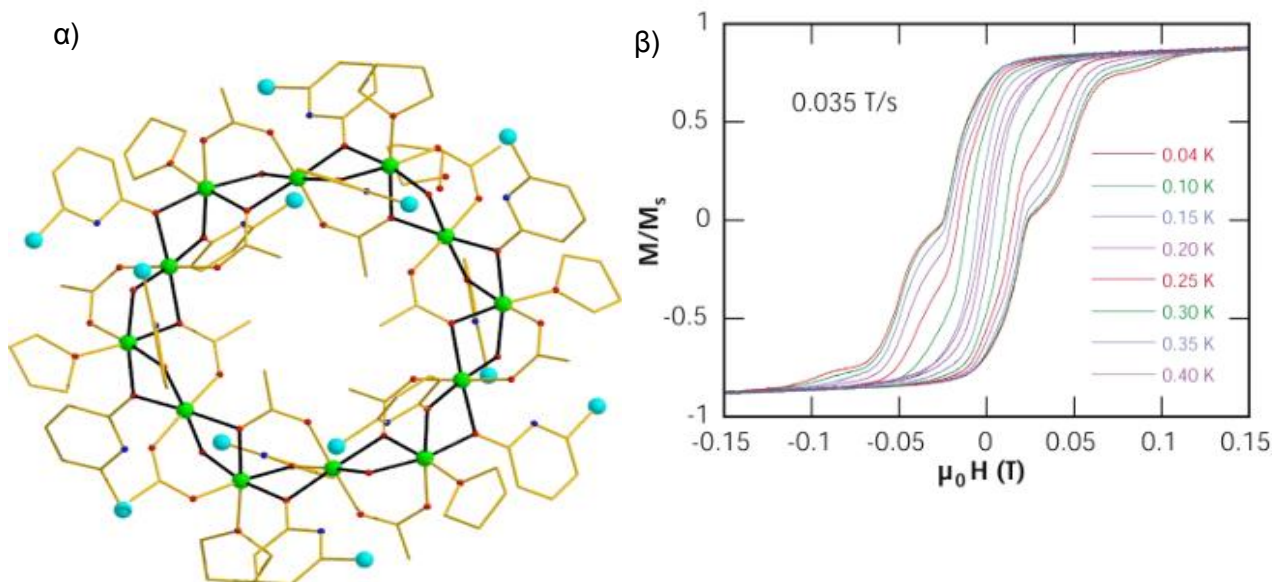 α)
β)
1
0.5
0
-0.5
-1
M/Mₛ
0.035 T/s
0.04 K
0.10 K
0.15 K
0.20 K
0.25 K
0.30 K
0.35 K
0.40 K
-0.15 -0.1 -0.05 0 0.05 0.1 0.15
μ₀ H (T)